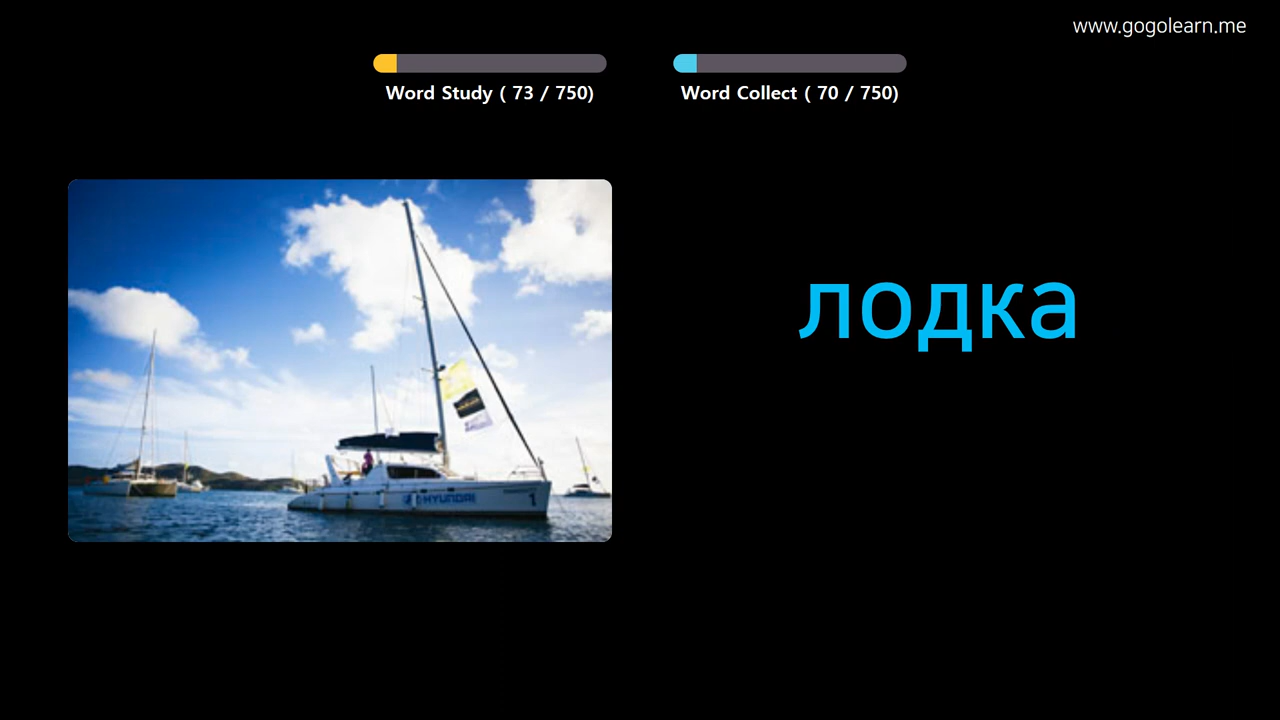 www.gogolearn.me
Word Study ( 73 / 750)
Word Collect ( 70 / 750)
лодка
HYUNDAI
1